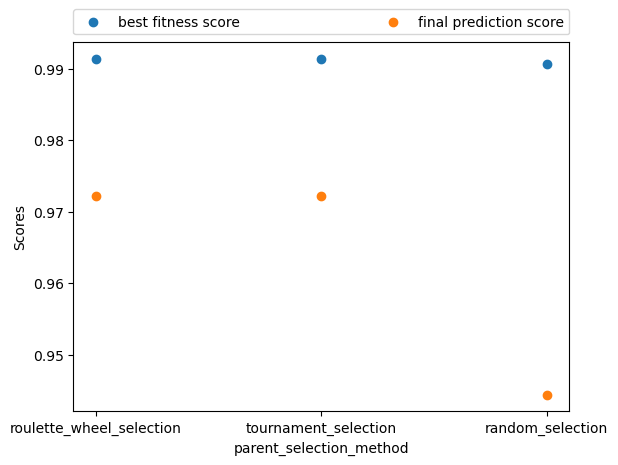 best fitness score
final prediction score
Scores
0.99
0.98
0.97
0.96
0.95
roulette_wheel_selection
tournament_selection
random_selection
parent_selection_method